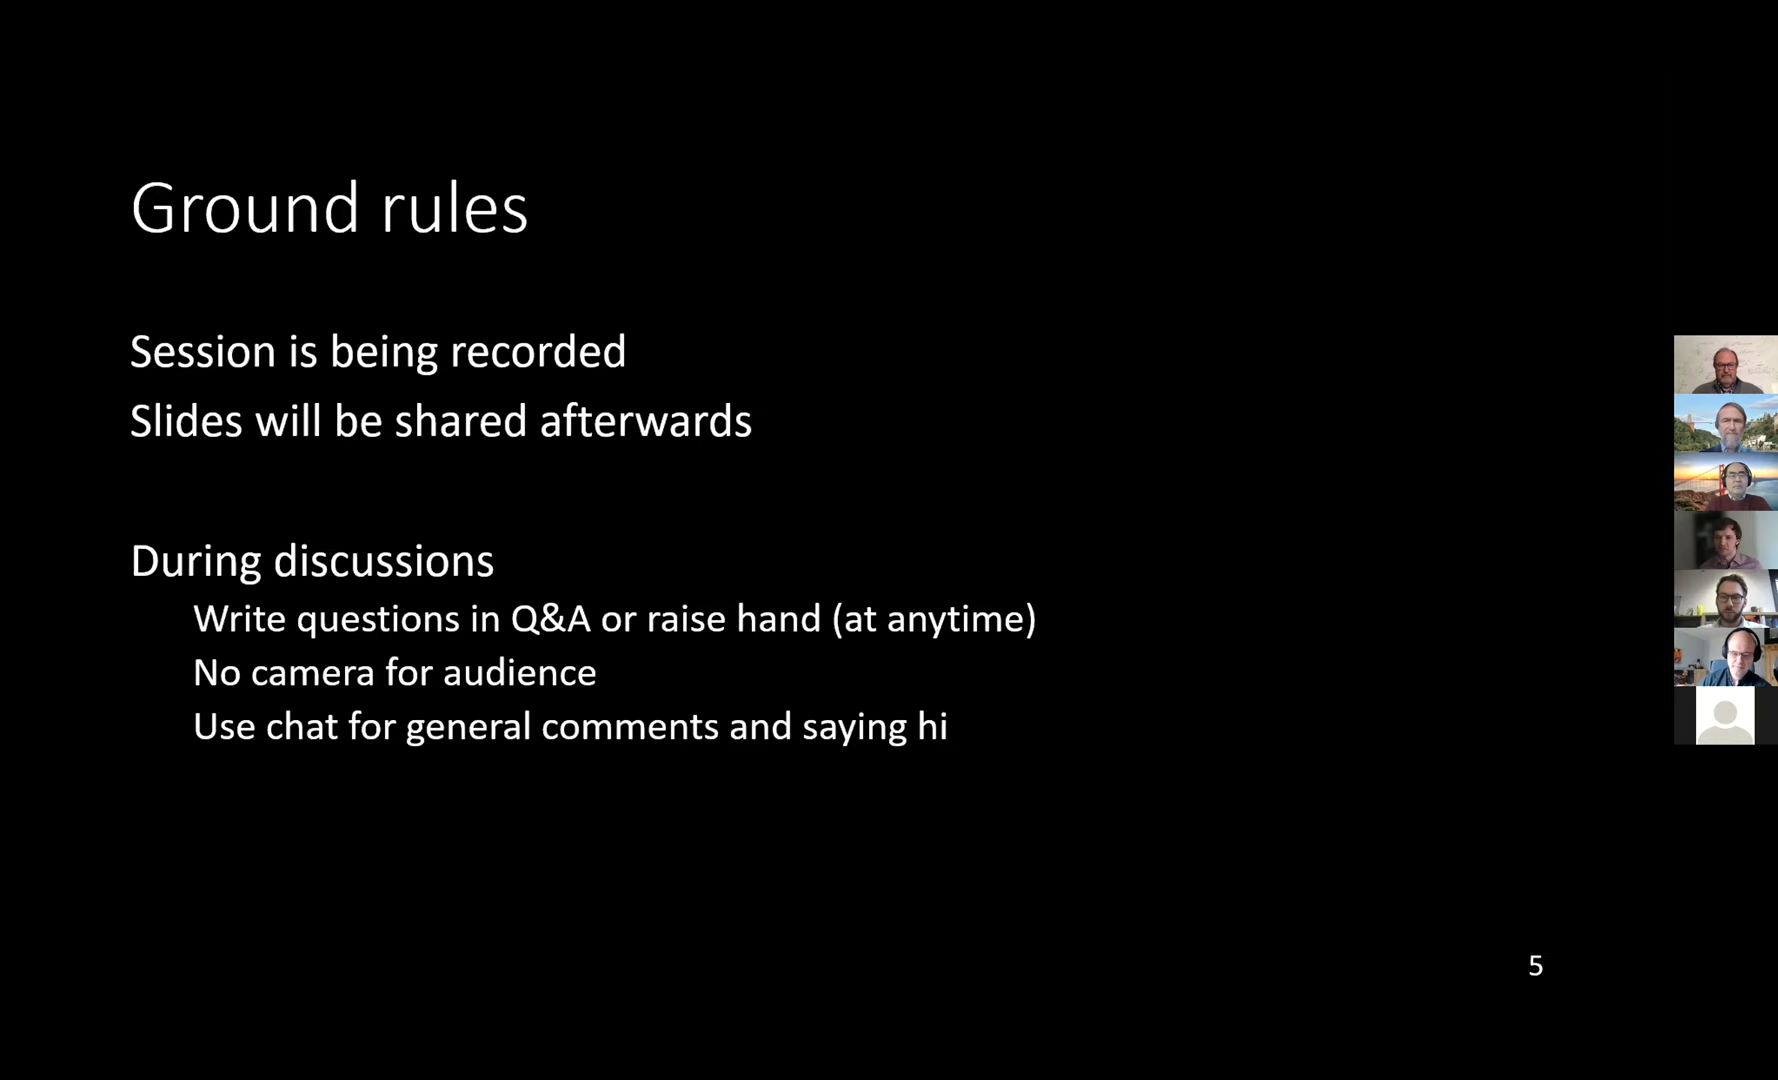 Ground rules
Session is being recorded
Slides will be shared afterwards
During discussions
Write questions in Q&A or raise hand (at anytime)
No camera for audience
Use chat for general comments and saying hi
5